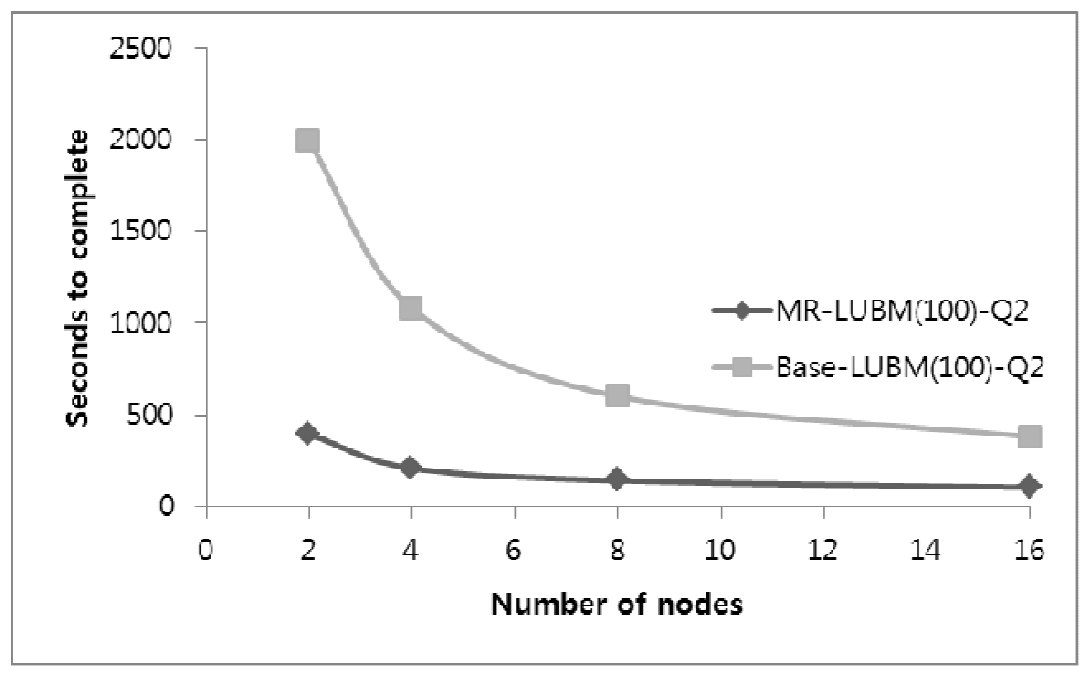 2500
2000
1500
1000
500
0
Seconds to complete
MR-LUBM(100)-Q2
Base-LUBM(100)-Q2
0 2 4 6 8 10 12 14 16
Number of nodes